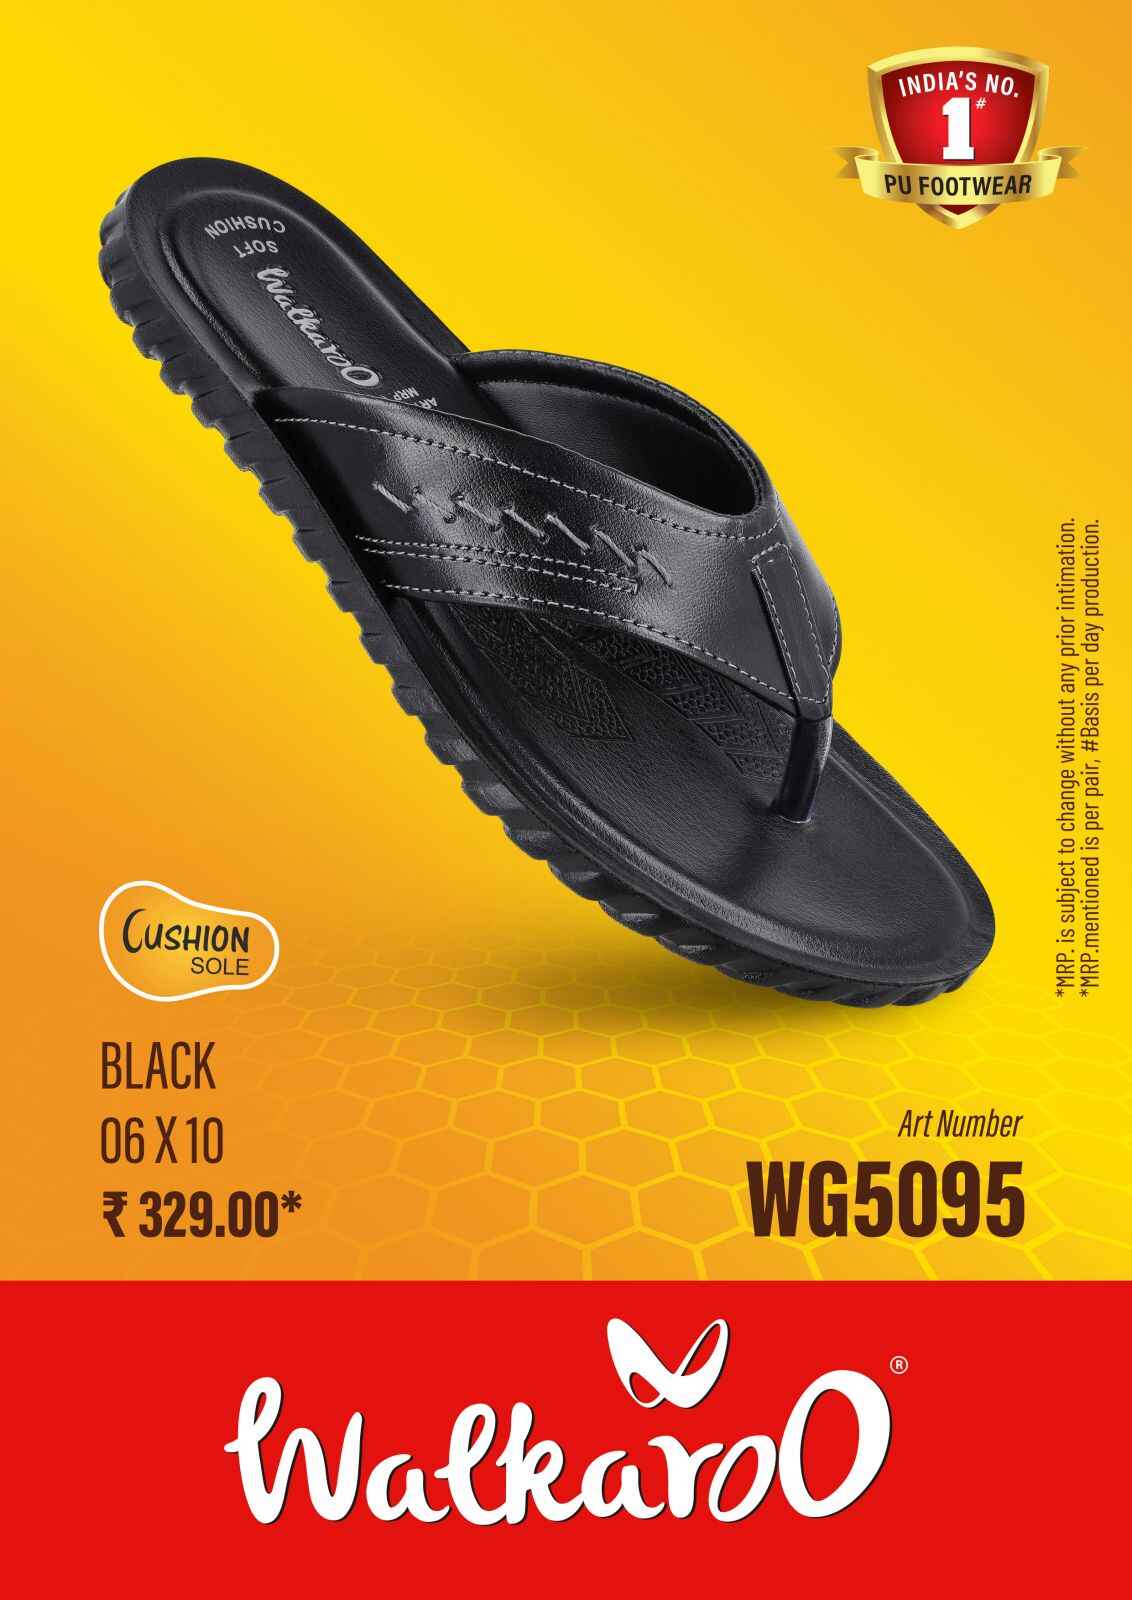 INDIA'S NO.
1#
PU FOOTWEAR
SOFT
CUSHION
Walkaroo
MRP
*MRP. is subject to change without any prior intimation.
*MRP.mentioned is per pair, #Basis per day production.
CUSHION
SOLE
BLACK
06 X 10
₹ 329.00*
Art Number
WG5095
Walkaroo®